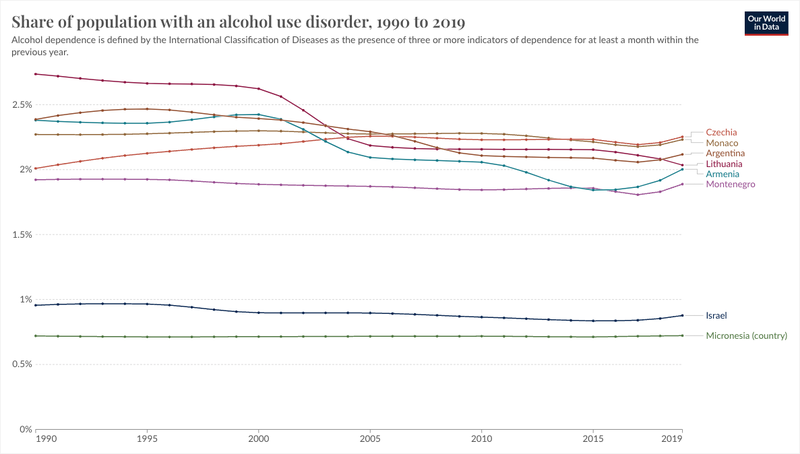 Share of population with an alcohol use disorder, 1990 to 2019
Our World
in Data
Alcohol dependence is defined by the International Classification of Diseases as the presence of three or more indicators of dependence for at least a month within the
previous year.
2.5%
2%
1.5%
1%
0.5%
0%
Czechia
Monaco
Argentina
Lithuania
Armenia
Montenegro
Israel
Micronesia (country)
1990
1995
2000
2005
2010
2015
2019